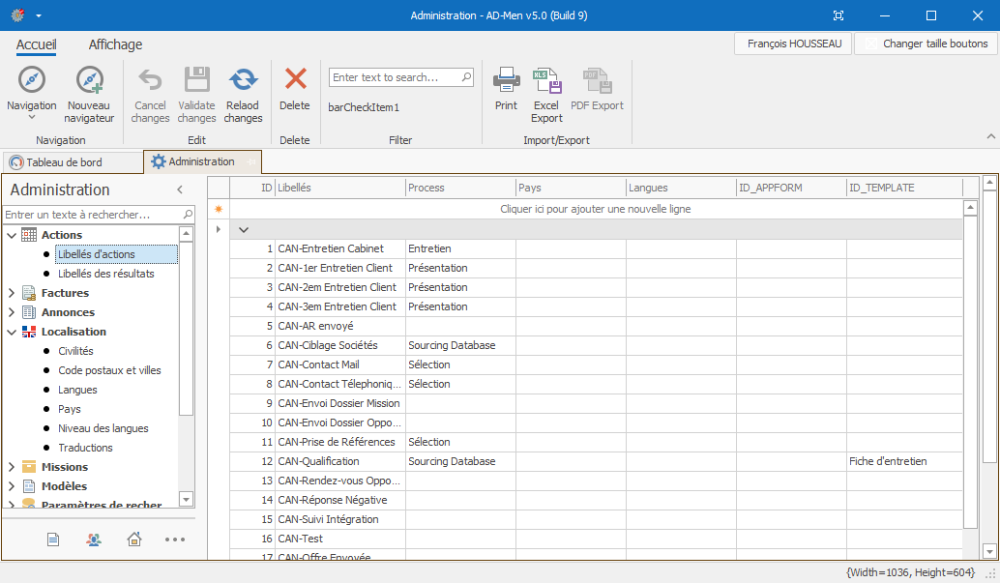 Administration - AD-Men v5.0 (Build 9)
Accueil Affichage François HOUSSEAU Changer taille boutons
Navigation
Nouveau navigateur
Cancel changes
Validate changes
Relaod changes
Delete
Enter text to search...
barCheckItem1
Print
XLS
Excel Export
PDF
PDF Export
Navigation Edit Delete Filter Import/Export
Tableau de bord Administration
Administration
Entrer un texte à rechercher...
Actions
Libellés d'actions
Libellés des résultats
Factures
Annonces
Localisation
Civilités
Code postaux et villes
Langues
Pays
Niveau des langues
Traductions
Missions
Modèles
Paramètres de recher
ID Libellés Process Pays Langues ID_APPFORM ID_TEMPLATE
Cliquer ici pour ajouter une nouvelle ligne
1 CAN-Entretien Cabinet Entretien
2 CAN-1er Entretien Client Présentation
3 CAN-2em Entretien Client Présentation
4 CAN-3em Entretien Client Présentation
5 CAN-AR envoyé
6 CAN-Ciblage Sociétés Sourcing Database
7 CAN-Contact Mail Sélection
8 CAN-Contact Télephoniq... Sélection
9 CAN-Envoi Dossier Mission
10 CAN-Envoi Dossier Oppo...
11 CAN-Prise de Références Sélection
12 CAN-Qualification Sourcing Database Fiche d'entretien
13 CAN-Rendez-vous Oppo...
14 CAN-Réponse Négative
15 CAN-Suivi Intégration
16 CAN-Test
17 CAN-Offre Envoyée
{Width=1036, Height=604}